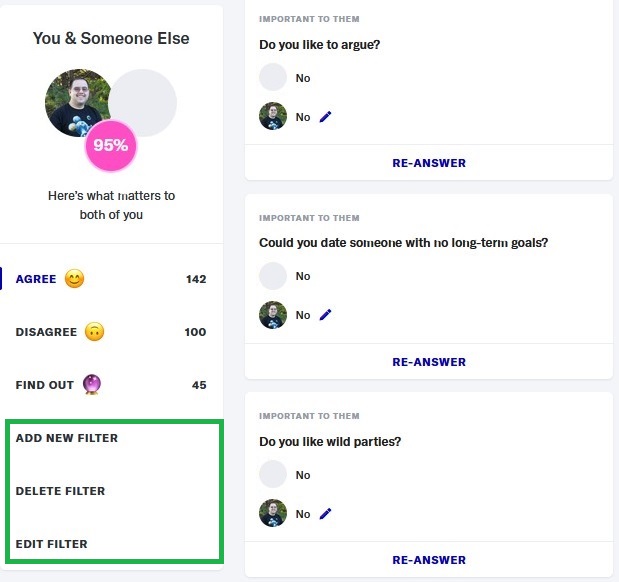 You & Someone Else
95%
Here's what matters to
both of you
AGREE 142
DISAGREE 100
FIND OUT 45
ADD NEW FILTER
DELETE FILTER
EDIT FILTER
IMPORTANT TO THEM
Do you like to argue?
No
No
RE-ANSWER
IMPORTANT TO THEM
Could you date someone with no long-term goals?
No
No
RE-ANSWER
IMPORTANT TO THEM
Do you like wild parties?
No
No
RE-ANSWER